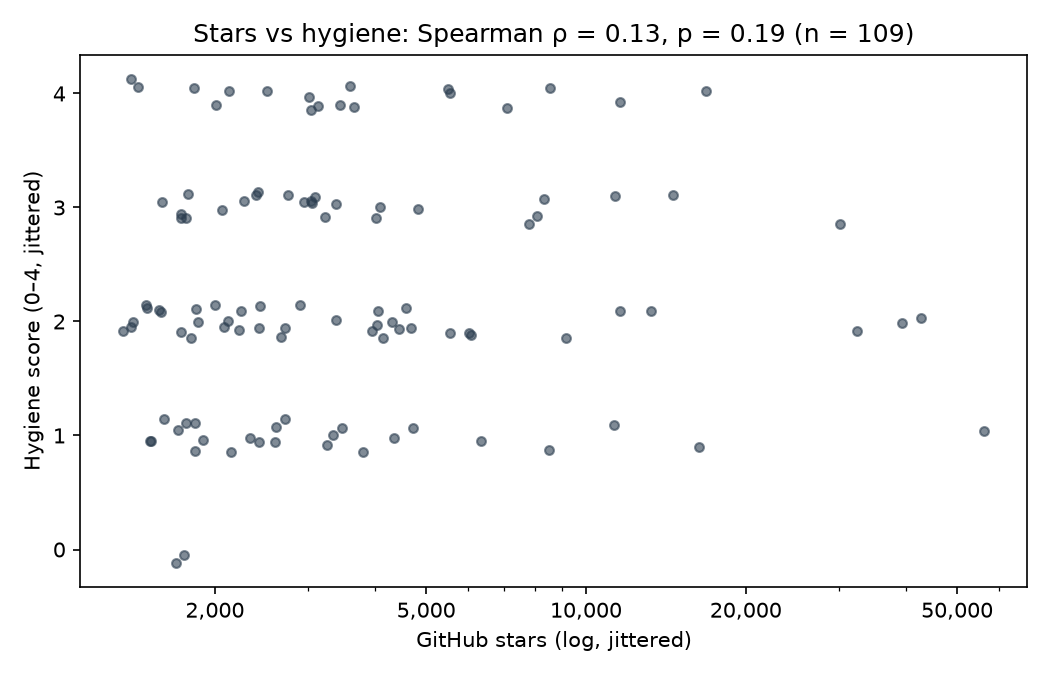 Stars vs hygiene: Spearman ρ = 0.13, p = 0.19 (n = 109)
Hygiene score (0–4, jittered)
4
3
2
1
0
2,000 5,000 10,000 20,000 50,000
GitHub stars (log, jittered)